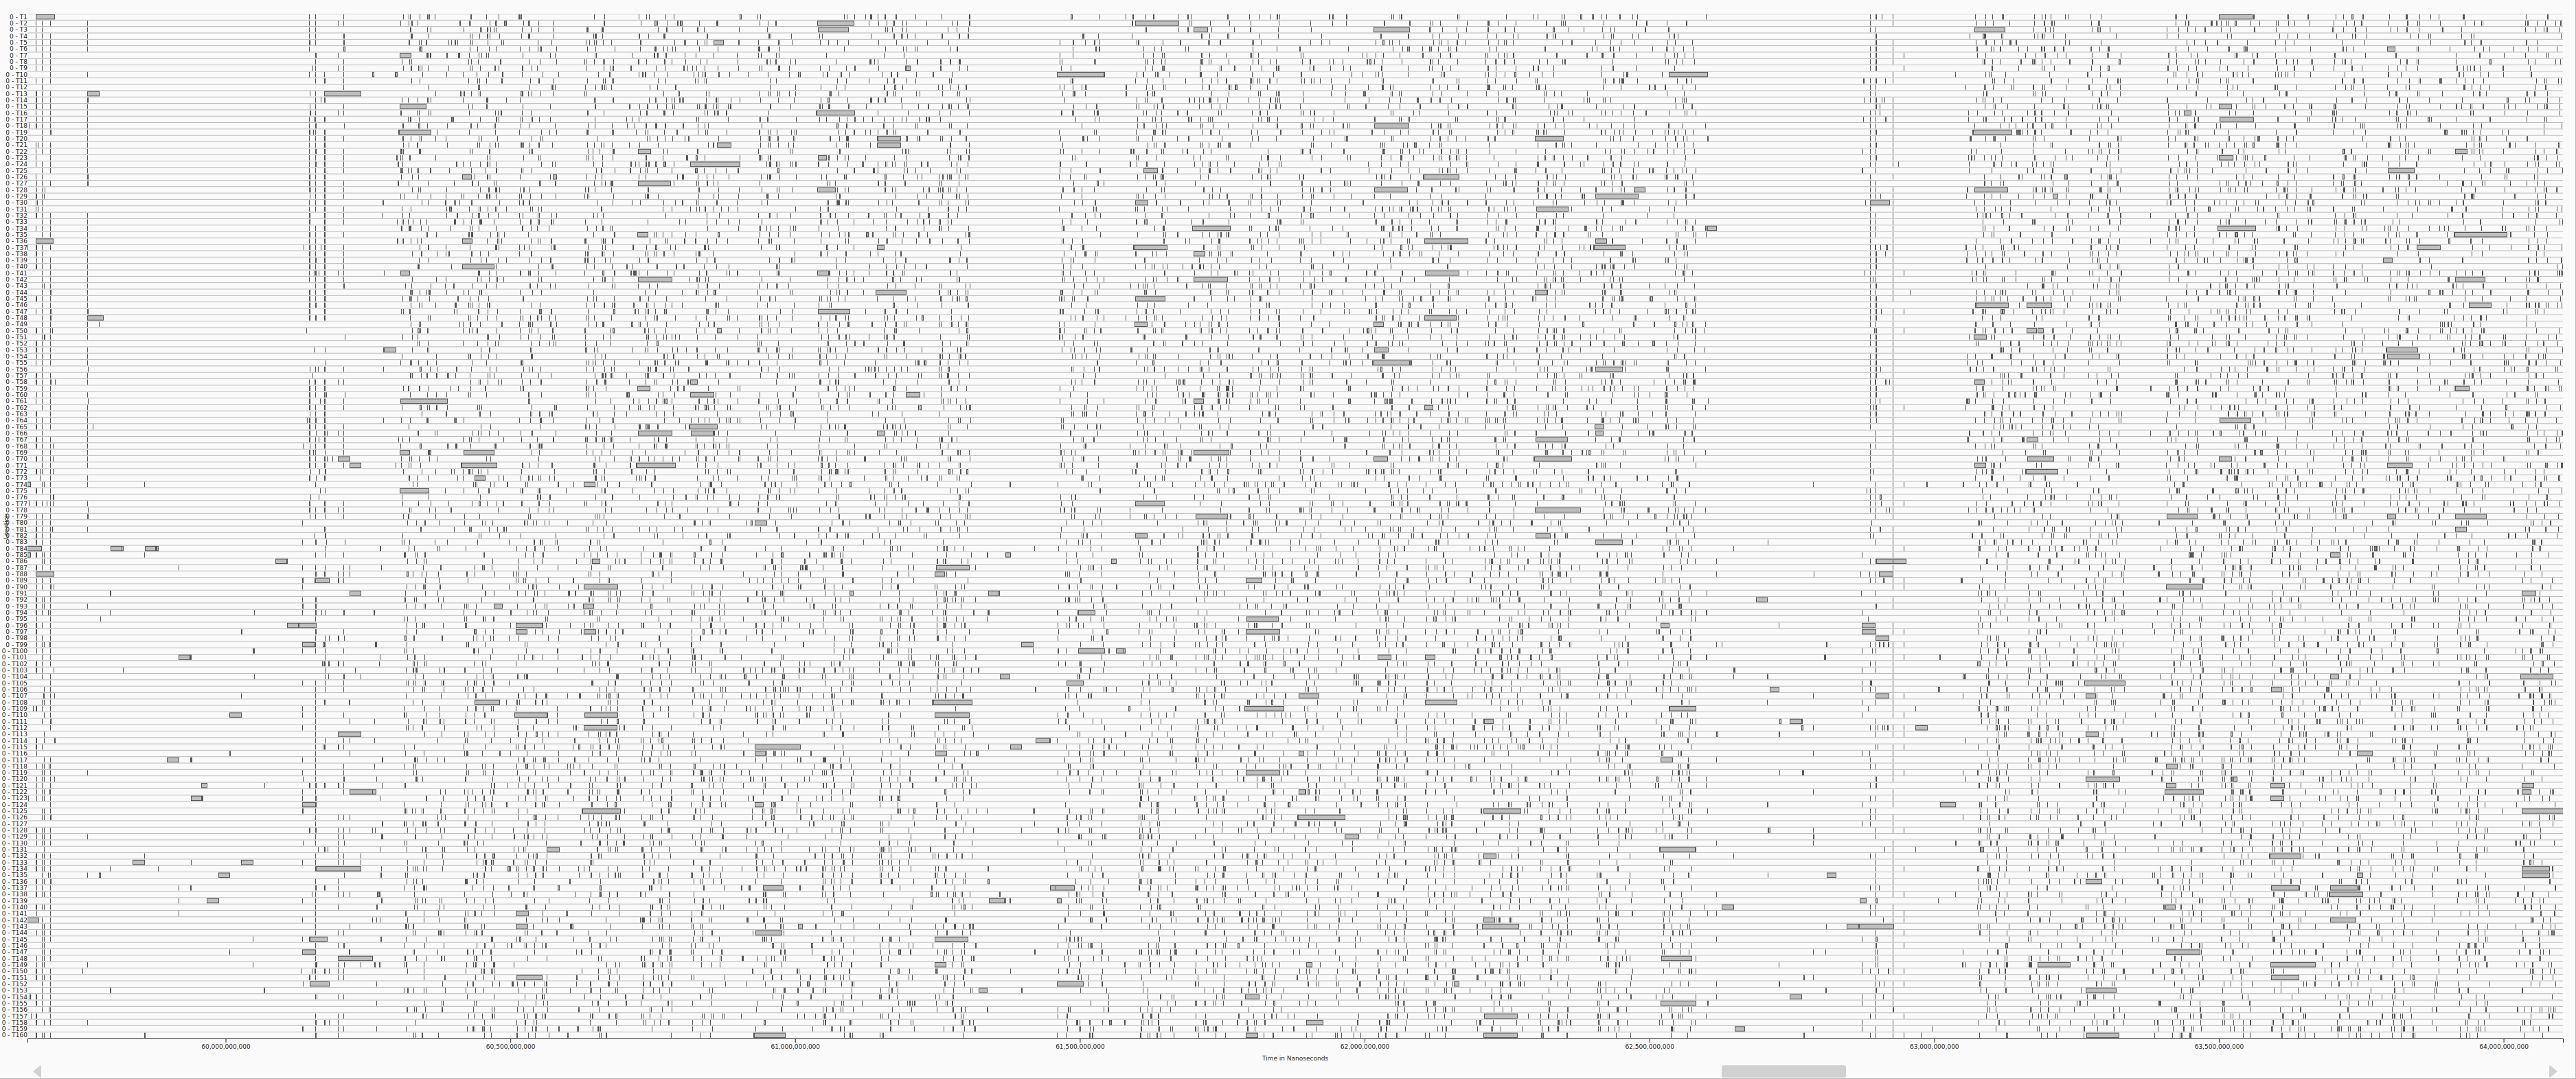 0 - T1
0 - T2
0 - T3
0 - T4
0 - T5
0 - T6
0 - T7
0 - T8
0 - T9
0 - T10
0 - T11
0 - T12
0 - T13
0 - T14
0 - T15
0 - T16
0 - T17
0 - T18
0 - T19
0 - T20
0 - T21
0 - T22
0 - T23
0 - T24
0 - T25
0 - T26
0 - T27
0 - T28
0 - T29
0 - T30
0 - T31
0 - T32
0 - T33
0 - T34
0 - T35
0 - T36
0 - T37
0 - T38
0 - T39
0 - T40
0 - T41
0 - T42
0 - T43
0 - T44
0 - T45
0 - T46
0 - T47
0 - T48
0 - T49
0 - T50
0 - T51
0 - T52
0 - T53
0 - T54
0 - T55
0 - T56
0 - T57
0 - T58
0 - T59
0 - T60
0 - T61
0 - T62
0 - T63
0 - T64
0 - T65
0 - T66
0 - T67
0 - T68
0 - T69
0 - T70
0 - T71
0 - T72
0 - T73
0 - T74
0 - T75
0 - T76
0 - T77
0 - T78
0 - T79
0 - T80
0 - T81
0 - T82
0 - T83
0 - T84
0 - T85
0 - T86
0 - T87
0 - T88
0 - T89
0 - T90
0 - T91
0 - T92
0 - T93
0 - T94
0 - T95
0 - T96
0 - T97
0 - T98
0 - T99
0 - T100
0 - T101
0 - T102
0 - T103
0 - T104
0 - T105
0 - T106
0 - T107
0 - T108
0 - T109
0 - T110
0 - T111
0 - T112
0 - T113
0 - T114
0 - T115
0 - T116
0 - T117
0 - T118
0 - T119
0 - T120
0 - T121
0 - T122
0 - T123
0 - T124
0 - T125
0 - T126
0 - T127
0 - T128
0 - T129
0 - T130
0 - T131
0 - T132
0 - T133
0 - T134
0 - T135
0 - T136
0 - T137
0 - T138
0 - T139
0 - T140
0 - T141
0 - T142
0 - T143
0 - T144
0 - T145
0 - T146
0 - T147
0 - T148
0 - T149
0 - T150
0 - T151
0 - T152
0 - T153
0 - T154
0 - T155
0 - T156
0 - T157
0 - T158
0 - T159
0 - T160
60,000,000,000 60,500,000,000 61,000,000,000 61,500,000,000 62,000,000,000 62,500,000,000 63,000,000,000 63,500,000,000 64,000,000,000
Time in Nanoseconds